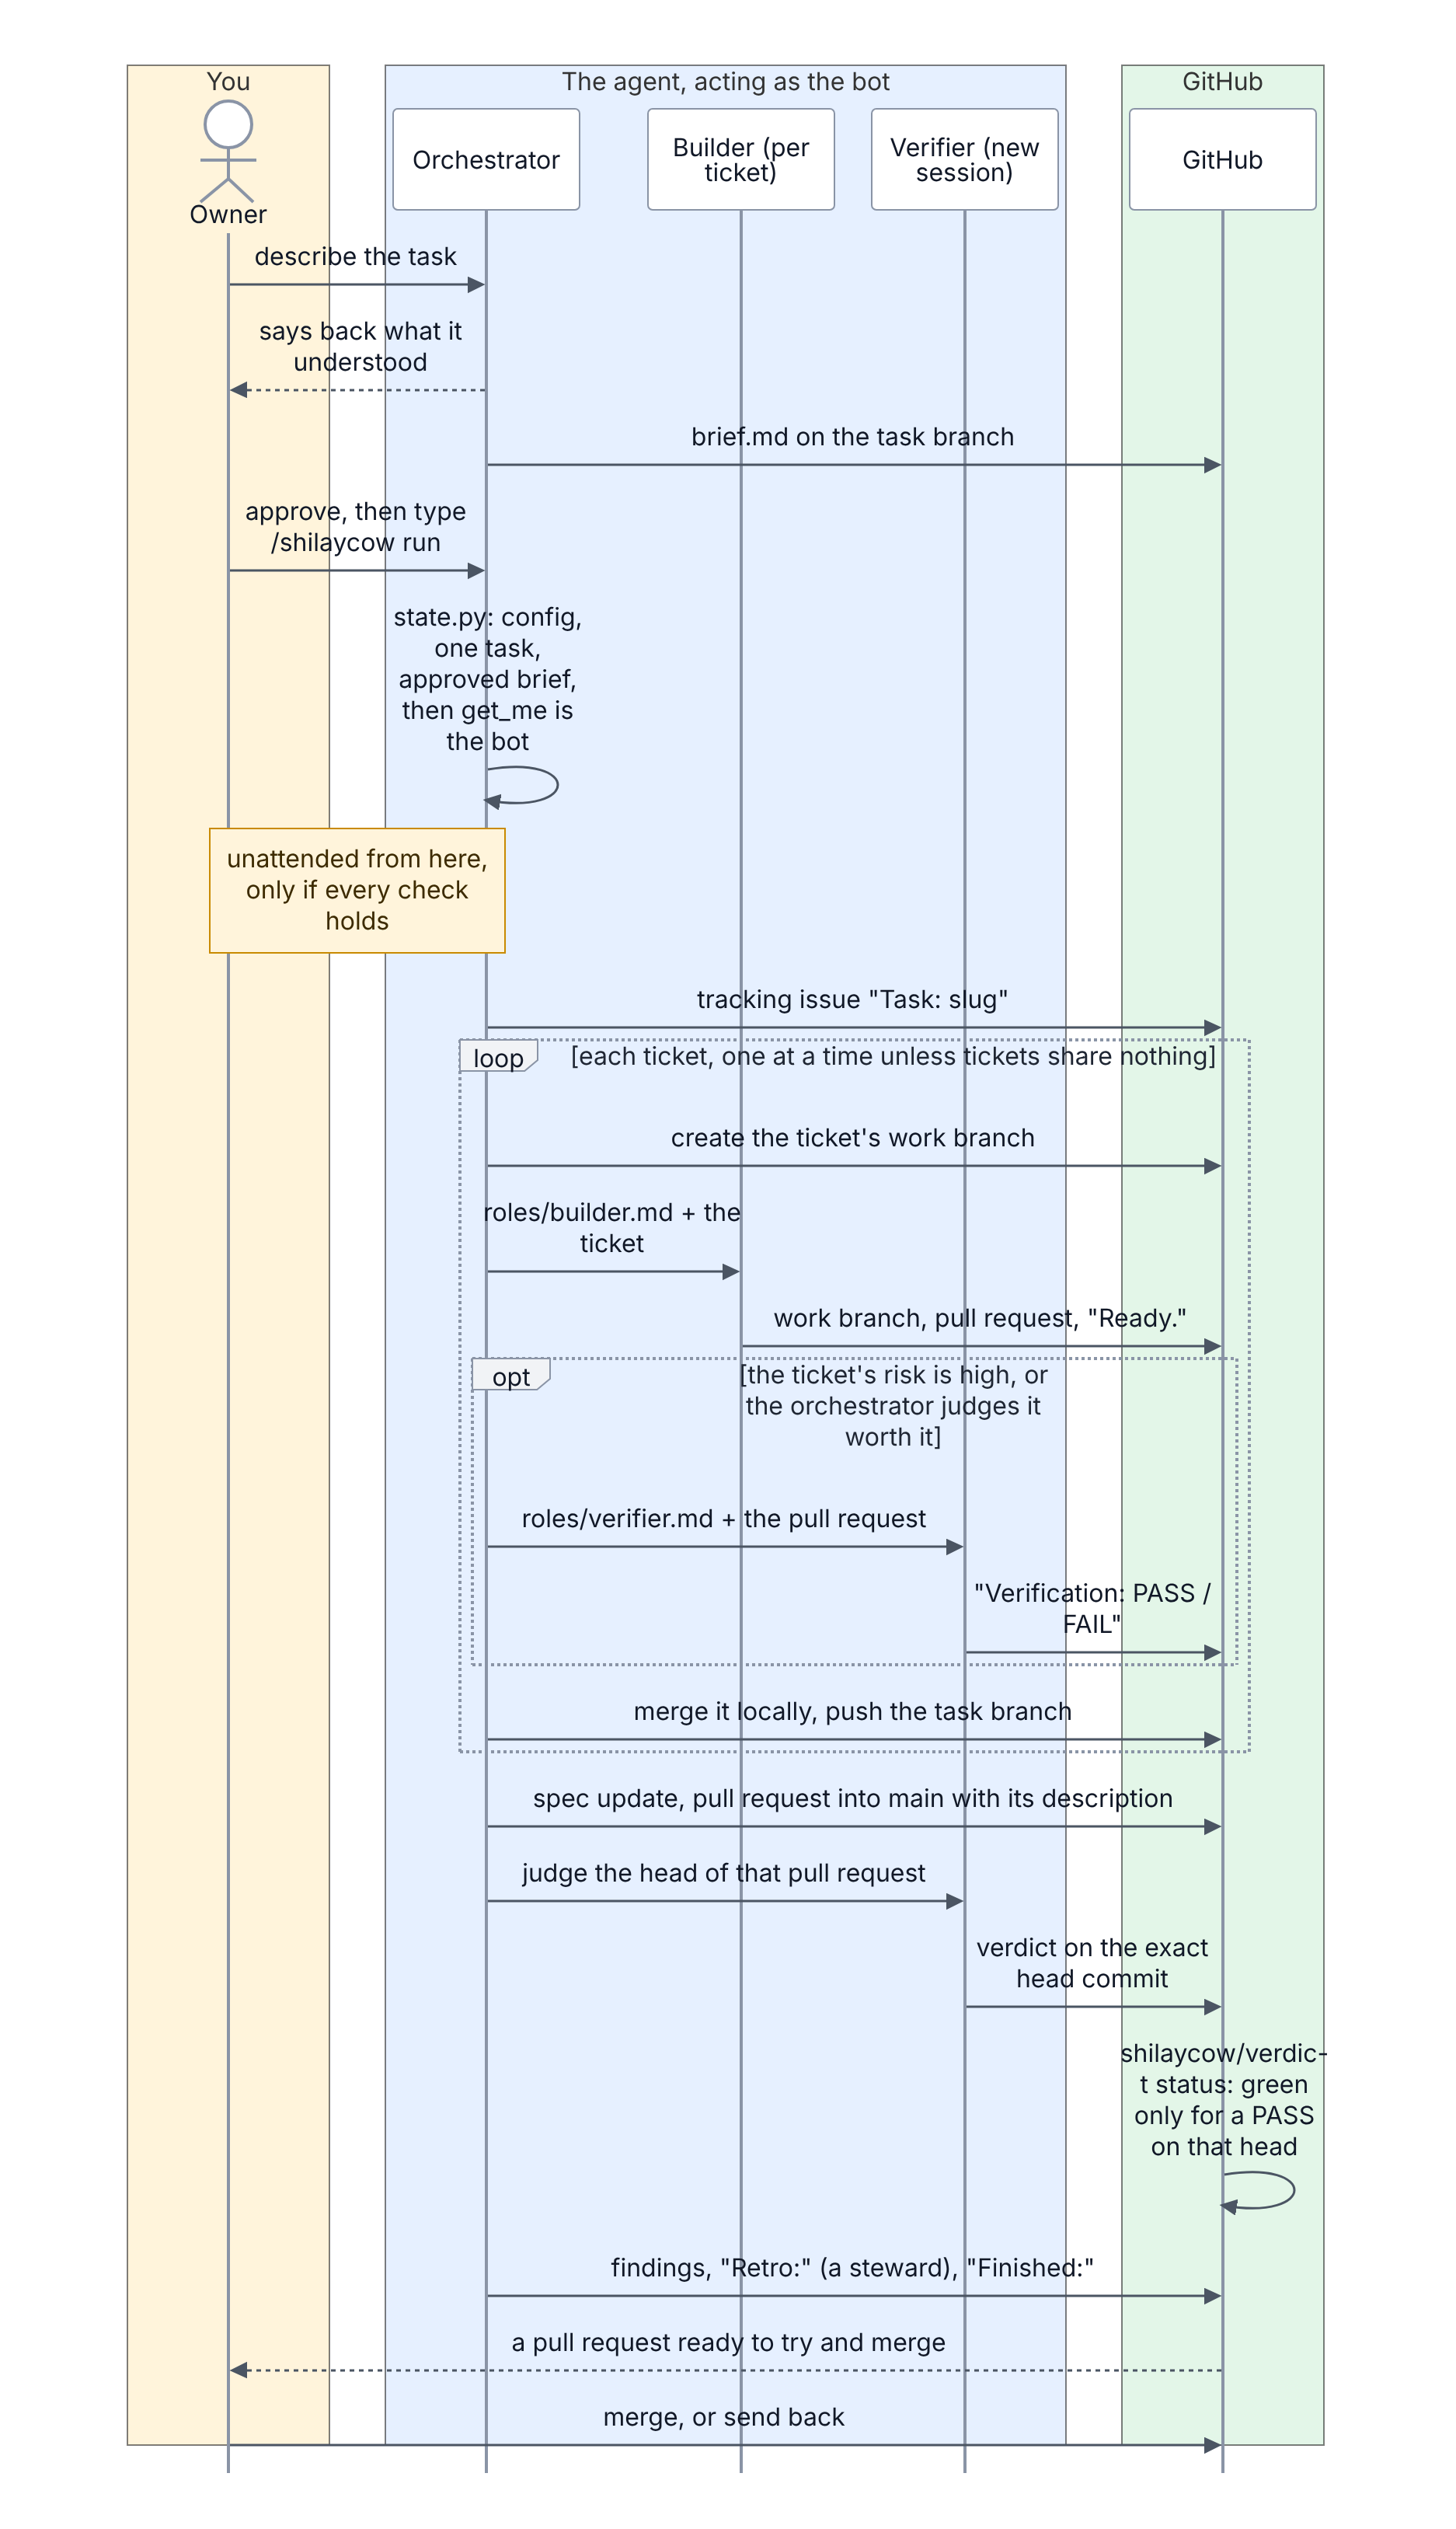 You
The agent, acting as the bot
GitHub
Owner
Orchestrator
Builder (per
ticket)
Verifier (new
session)
GitHub
describe the task
says back what it
understood
brief.md on the task branch
approve, then type
/shilaycow run
state.py: config,
one task,
approved brief,
then get_me is
the bot
unattended from here,
only if every check
holds
tracking issue "Task: slug"
loop
[each ticket, one at a time unless tickets share nothing]
create the ticket's work branch
roles/builder.md + the
ticket
work branch, pull request, "Ready."
opt
[the ticket's risk is high, or
the orchestrator judges it
worth it]
roles/verifier.md + the pull request
"Verification: PASS /
FAIL"
merge it locally, push the task branch
spec update, pull request into main with its description
judge the head of that pull request
verdict on the exact
head commit
shilaycow/verdic-
t status: green
only for a PASS
on that head
findings, "Retro:" (a steward), "Finished:"
a pull request ready to try and merge
merge, or send back